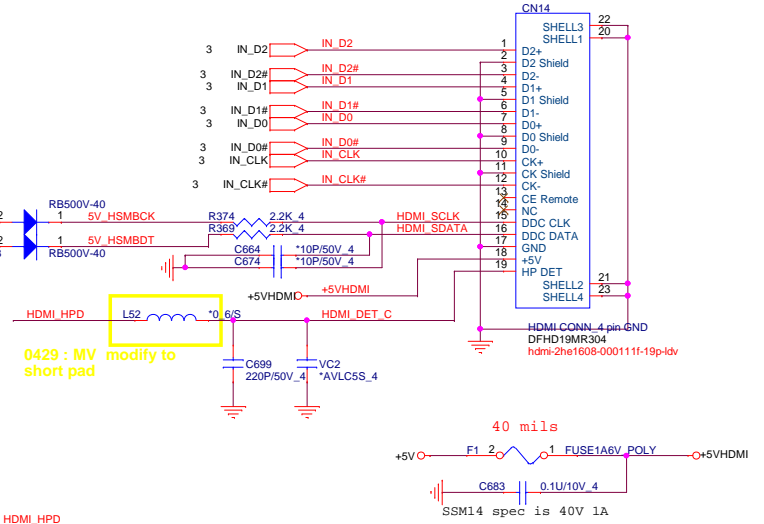 CN14
SHELL3 22
SHELL1 20
3 IN_D2 IN_D2 1 D2+
2 D2 Shield
3 IN_D2# IN_D2# 3 D2-
3 IN_D1 IN_D1 4 D1+
5 D1 Shield
3 IN_D1# IN_D1# 6 D1-
3 IN_D0 IN_D0 7 D0+
8 D0 Shield
3 IN_D0# IN_D0# 9 D0-
3 IN_CLK IN_CLK 10 CK+
11 CK Shield
3 IN_CLK# IN_CLK# 12 CK-
13 CE Remote
14 NC
RB500V-40
2 1 5V_HSMBCK R374 2.2K_4 HDMI_SCLK 15 DDC CLK
R369 2.2K_4 HDMI_SDATA 16 DDC DATA
2 1 5V_HSMBDT 17 GND
RB500V-40
C664 *10P/50V_4 18 +5V
C674 *10P/50V_4 19 HP DET
SHELL2 21
SHELL4 23
+5VHDMI +5VHDMI
HDMI_HPD L52 *0_6/S HDMI_DET_C
HDMI CONN_4 pin GND
DFHD19MR304
hdmi-2he1608-000111f-19p-ldv
0429 : MV modify to
short pad
C699
220P/50V_4
VC2
*AVLC5S_4
40 mils
+5V F1 2 1 FUSE1A6V_POLY +5VHDMI
C683 0.1U/10V_4
SSM14 spec is 40V 1A
HDMI_HPD